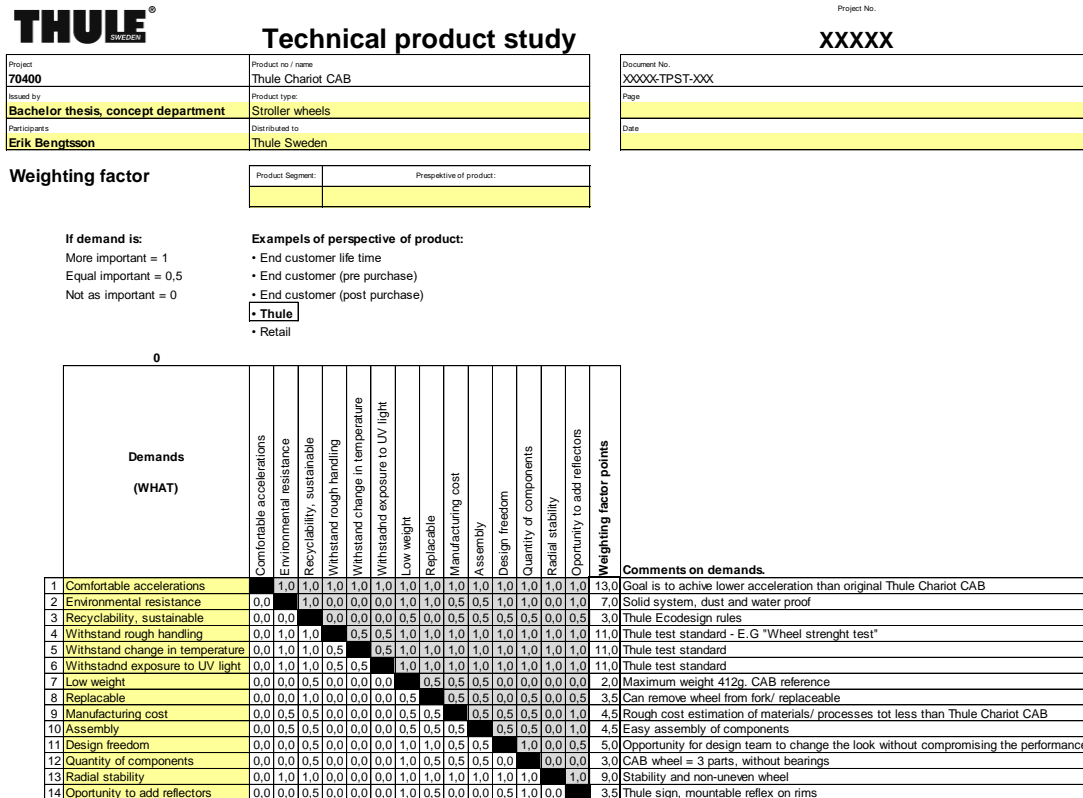 THULE
SWEDEN
Technical product study
Project No.
XXXXX
Project
70400
Product no / name
Thule Chariot CAB
Document No.
XXXXX-TPST-XXX
Issued by
Bachelor thesis, concept department
Product type:
Stroller wheels
Page
Participants
Erik Bengtsson
Distributed to
Thule Sweden
Date
Weighting factor
Product Segment:
Prespektive of product:
If demand is:
More important = 1
Equal important = 0,5
Not as important = 0
Exampels of perspective of product:
• End customer life time
• End customer (pre purchase)
• End customer (post purchase)
• Thule
• Retail
0
Demands
(WHAT)
Comfortable accelerations
Environmental resistance
Recyclability, sustainable
Withstand rough handling
Withstand change in temperature
Withstadnd exposure to UV light
Low weight
Replacable
Manufacturing cost
Assembly
Design freedom
Quantity of components
Radial stability
Oportunity to add reflectors
Weighting factor points
Comments on demands.
1 Comfortable accelerations 1,0 1,0 1,0 1,0 1,0 1,0 1,0 1,0 1,0 1,0 1,0 1,0 1,0 13,0 Goal is to achive lower acceleration than original Thule Chariot CAB
2 Environmental resistance 0,0 1,0 0,0 0,0 0,0 1,0 1,0 0,5 0,5 1,0 1,0 0,0 1,0 7,0 Solid system, dust and water proof
3 Recyclability, sustainable 0,0 0,0 0,0 0,0 0,0 0,5 0,0 0,5 0,5 0,5 0,5 0,0 0,5 3,0 Thule Ecodesign rules
4 Withstand rough handling 0,0 1,0 1,0 0,5 0,5 1,0 1,0 1,0 1,0 1,0 1,0 1,0 1,0 11,0 Thule test standard - E.G "Wheel strenght test"
5 Withstand change in temperature 0,0 1,0 1,0 0,5 0,5 1,0 1,0 1,0 1,0 1,0 1,0 1,0 1,0 11,0 Thule test standard
6 Withstadnd exposure to UV light 0,0 1,0 1,0 0,5 0,5 1,0 1,0 1,0 1,0 1,0 1,0 1,0 1,0 11,0 Thule test standard
7 Low weight 0,0 0,0 0,5 0,0 0,0 0,0 0,5 0,5 0,5 0,0 0,0 0,0 0,0 2,0 Maximum weight 412g. CAB reference
8 Replacable 0,0 0,0 1,0 0,0 0,0 0,0 0,5 0,5 0,5 0,0 0,5 0,0 0,5 3,5 Can remove wheel from fork/ replaceable
9 Manufacturing cost 0,0 0,5 0,5 0,0 0,0 0,0 0,5 0,5 0,5 0,5 0,5 0,0 1,0 4,5 Rough cost estimation of materials/ processes tot less than Thule Chariot CAB
10 Assembly 0,0 0,5 0,5 0,0 0,0 0,0 0,5 0,5 0,5 0,5 0,5 0,0 1,0 4,5 Easy assembly of components
11 Design freedom 0,0 0,0 0,5 0,0 0,0 0,0 1,0 1,0 0,5 0,5 1,0 0,0 0,5 5,0 Opportunity for design team to change the look without compromising the performance
12 Quantity of components 0,0 0,0 0,5 0,0 0,0 0,0 1,0 0,5 0,5 0,5 0,0 0,0 0,0 3,0 CAB wheel = 3 parts, without bearings
13 Radial stability 0,0 1,0 1,0 0,0 0,0 0,0 1,0 1,0 1,0 1,0 1,0 1,0 1,0 9,0 Stability and non-uneven wheel
14 Oportunity to add reflectors 0,0 0,0 0,5 0,0 0,0 0,0 1,0 0,5 0,0 0,0 0,5 1,0 0,0 3,5 Thule sign, mountable reflex on rims